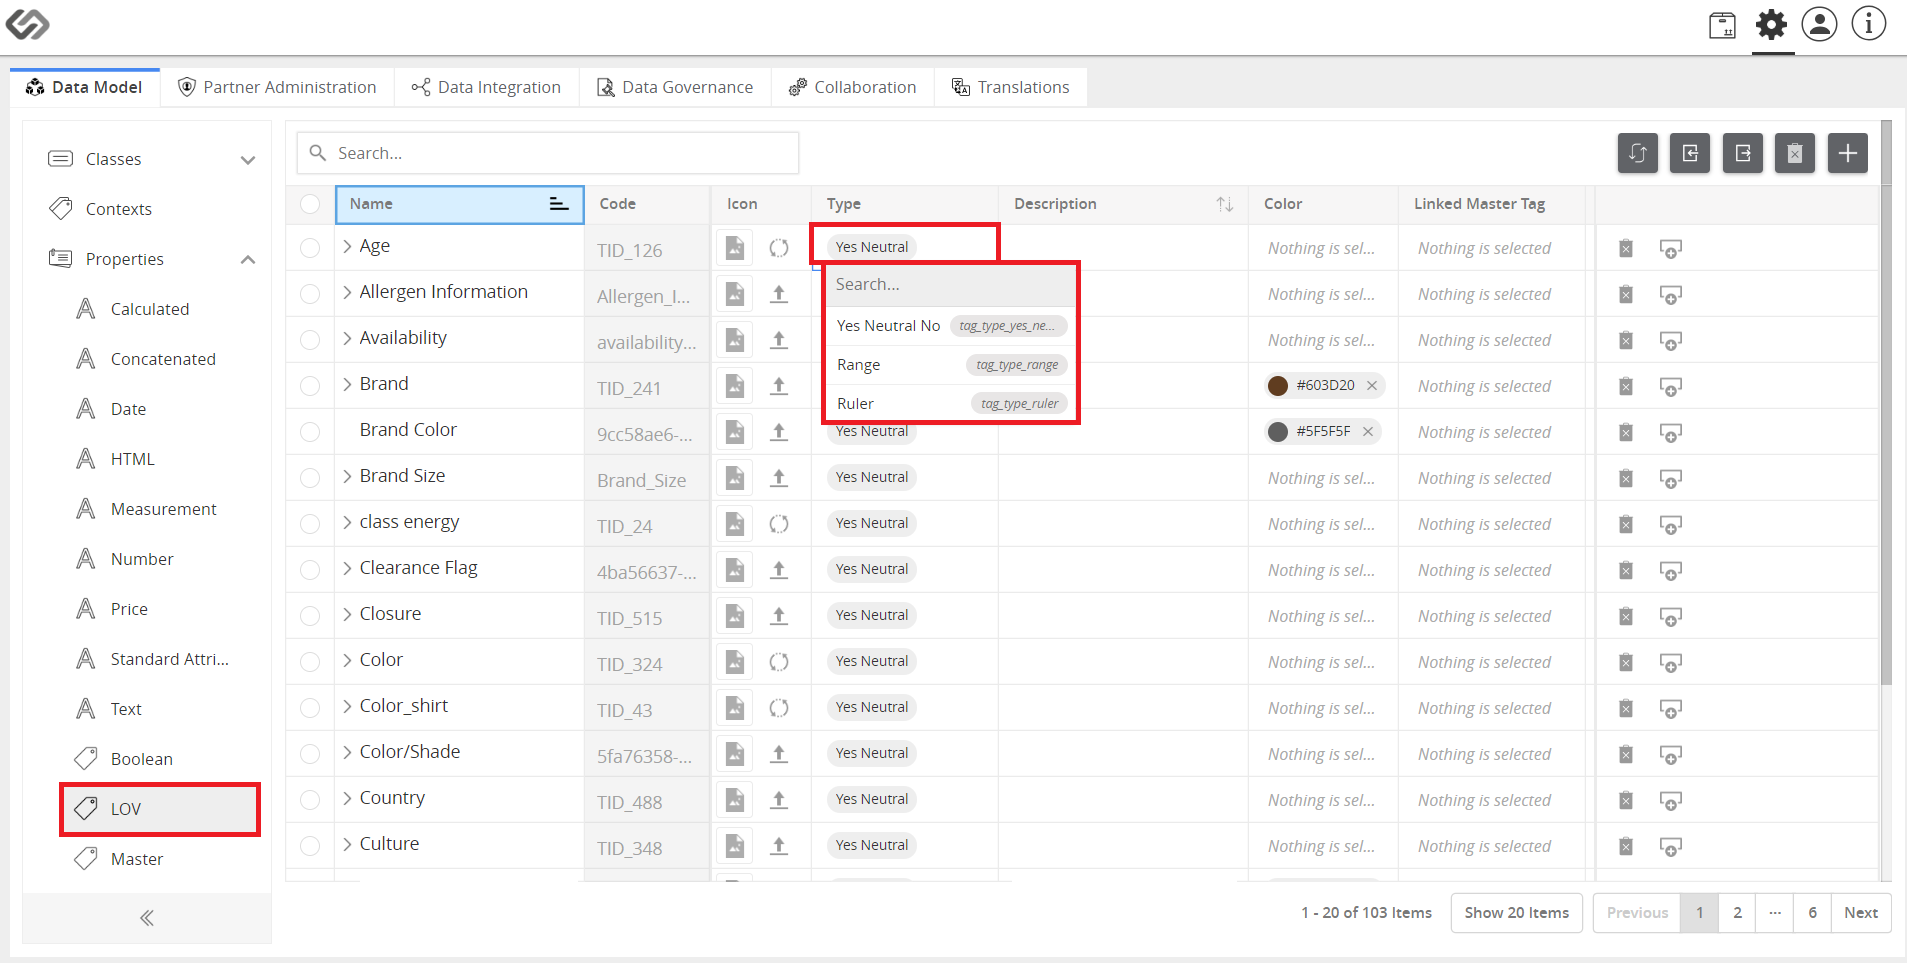 Data Model Partner Administration Data Integration Data Governance Collaboration Translations
Classes
Contexts
Properties
Calculated
Concatenated
Date
HTML
Measurement
Number
Price
Standard Attri...
Text
Boolean
LOV
Master
Search...
Name Code Icon Type Description Color Linked Master Tag
Age TID_126 Yes Neutral Nothing is sel... Nothing is selected
Search...
Allergen Information Allergen_I... Nothing is sel... Nothing is selected
Yes Neutral No tag_type_yes_ne...
Availability availability... Nothing is sel... Nothing is selected
Range tag_type_range
Brand TID_241 #603D20 Nothing is selected
Ruler tag_type_ruler
Brand Color 9cc58ae6-... Yes Neutral #5F5F5F Nothing is selected
Brand Size Brand_Size Yes Neutral Nothing is sel... Nothing is selected
class energy TID_24 Yes Neutral Nothing is sel... Nothing is selected
Clearance Flag 4ba56637-... Yes Neutral Nothing is sel... Nothing is selected
Closure TID_515 Yes Neutral Nothing is sel... Nothing is selected
Color TID_324 Yes Neutral Nothing is sel... Nothing is selected
Color_shirt TID_43 Yes Neutral Nothing is sel... Nothing is selected
Color/Shade 5fa76358-... Yes Neutral Nothing is sel... Nothing is selected
Country TID_488 Yes Neutral Nothing is sel... Nothing is selected
Culture TID_348 Yes Neutral Nothing is sel... Nothing is selected
1 - 20 of 103 Items Show 20 Items Previous 1 2 ... 6 Next